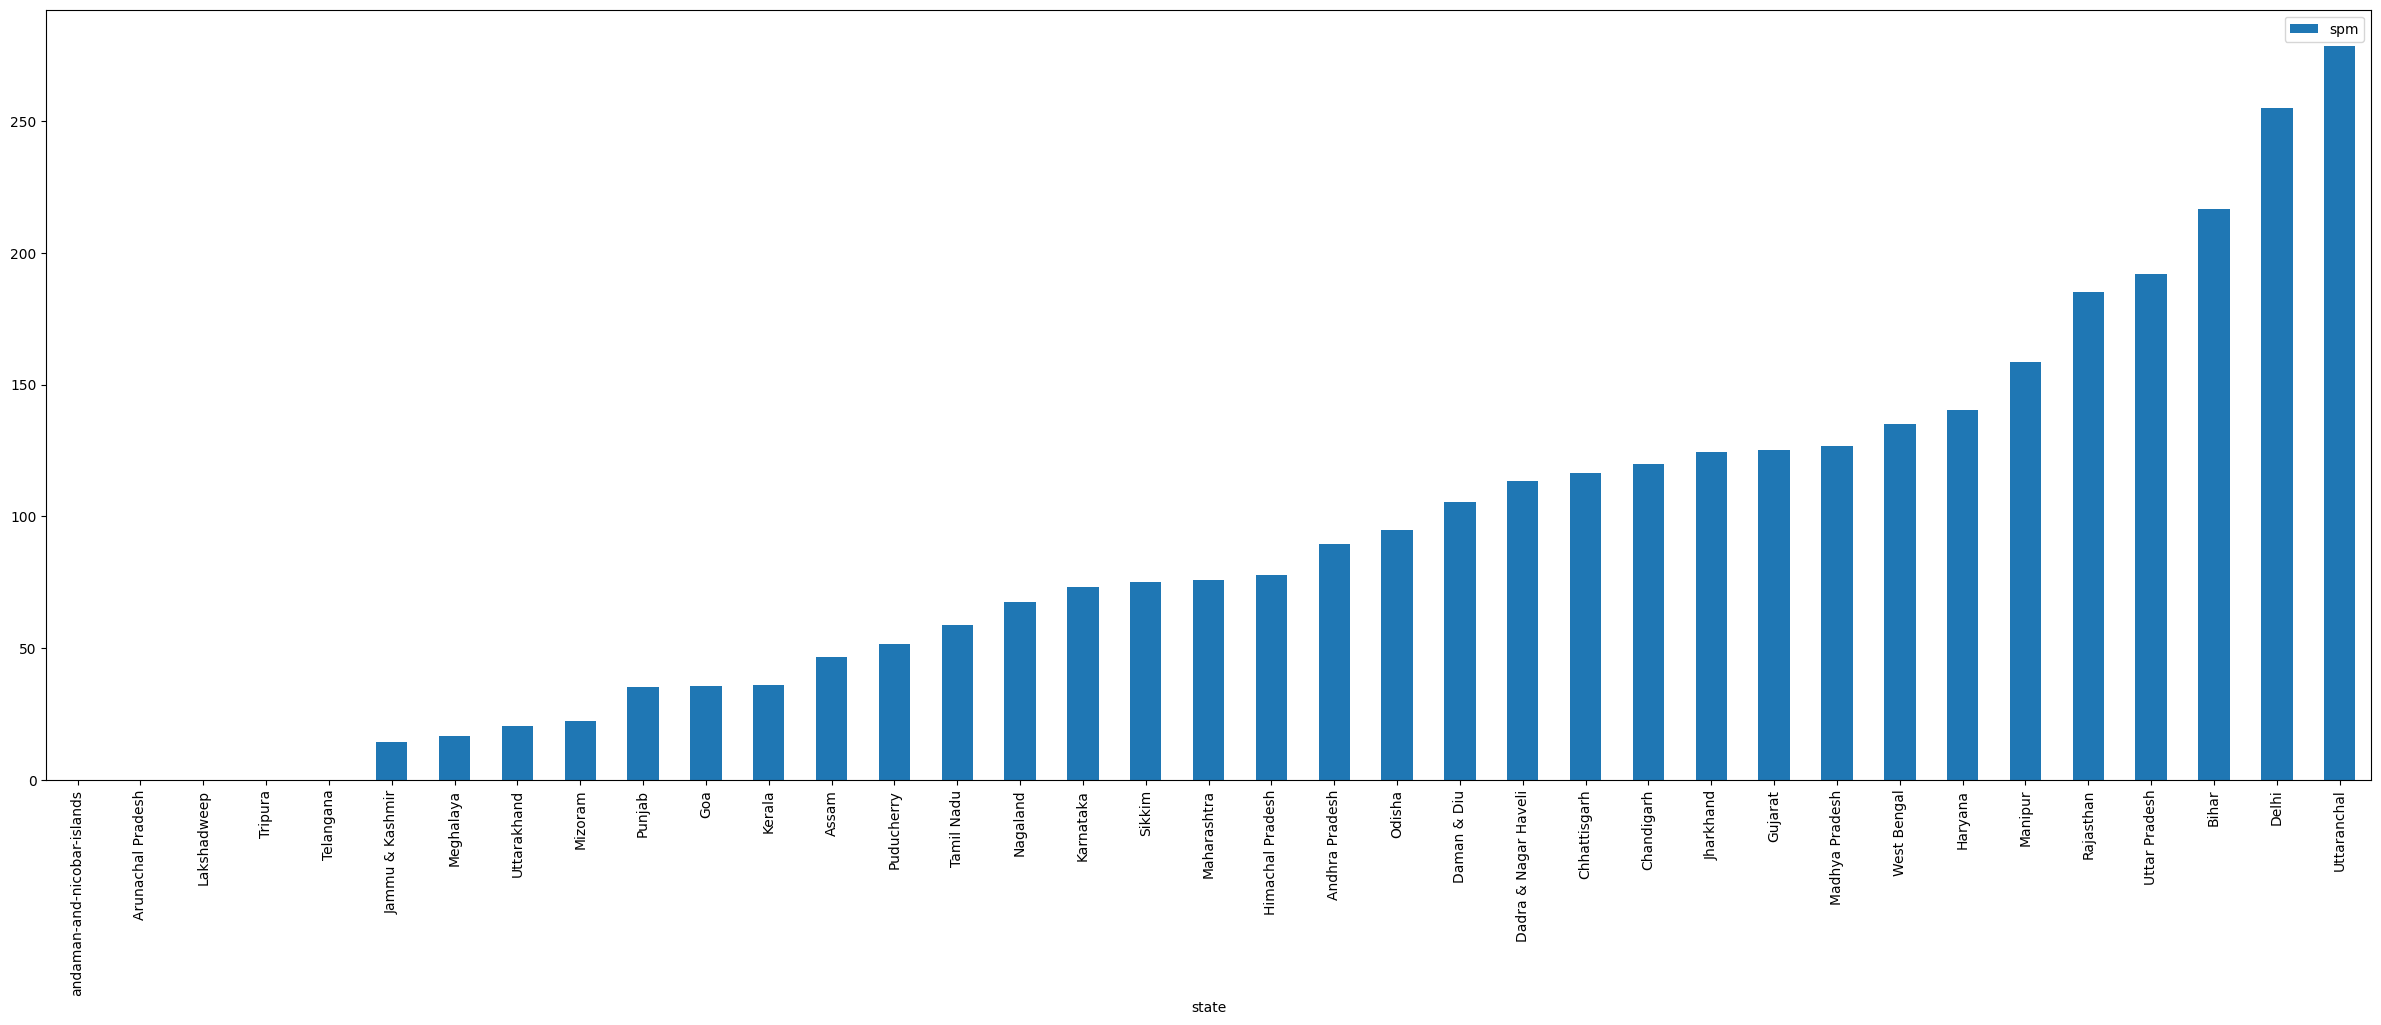 spm
250
200
150
100
50
0
andaman-and-nicobar-islands
Arunachal Pradesh
Lakshadweep
Tripura
Telangana
Jammu & Kashmir
Meghalaya
Uttarakhand
Mizoram
Punjab
Goa
Kerala
Assam
Puducherry
Tamil Nadu
Nagaland
Karnataka
Sikkim
Maharashtra
Himachal Pradesh
Andhra Pradesh
Odisha
Daman & Diu
Dadra & Nagar Haveli
Chhattisgarh
Chandigarh
Jharkhand
Gujarat
Madhya Pradesh
West Bengal
Haryana
Manipur
Rajasthan
Uttar Pradesh
Bihar
Delhi
Uttaranchal
state